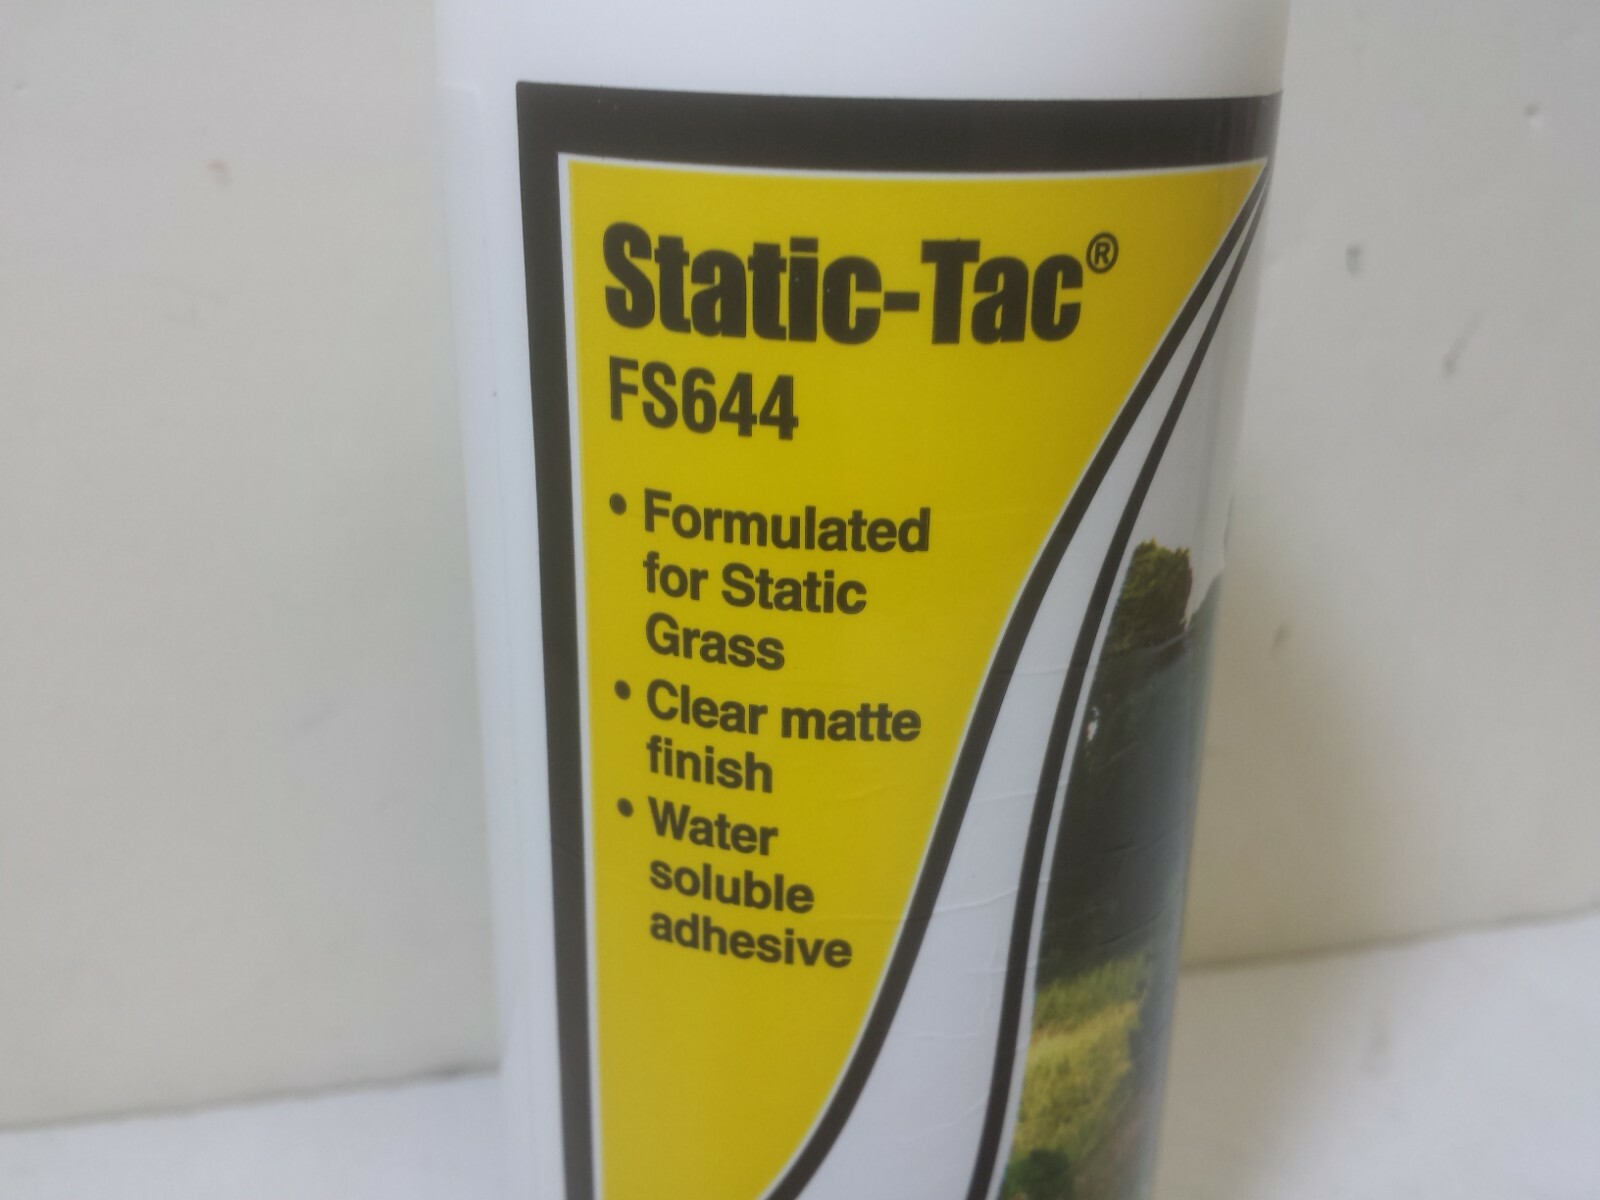 Static-Tac®
FS644
• Formulated
for Static
Grass
• Clear matte
finish
• Water
soluble
adhesive